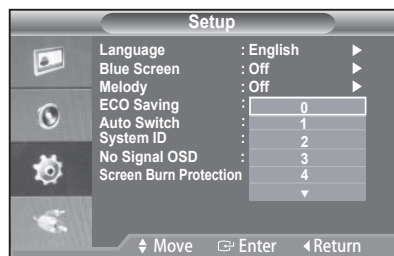 Setup
Language : English ▶
Blue Screen : Off ▶
Melody : Off ▶
ECO Saving : 0
Auto Switch : 1
System ID : 2
No Signal OSD : 3
Screen Burn Protection 4
▼
Move Enter Return